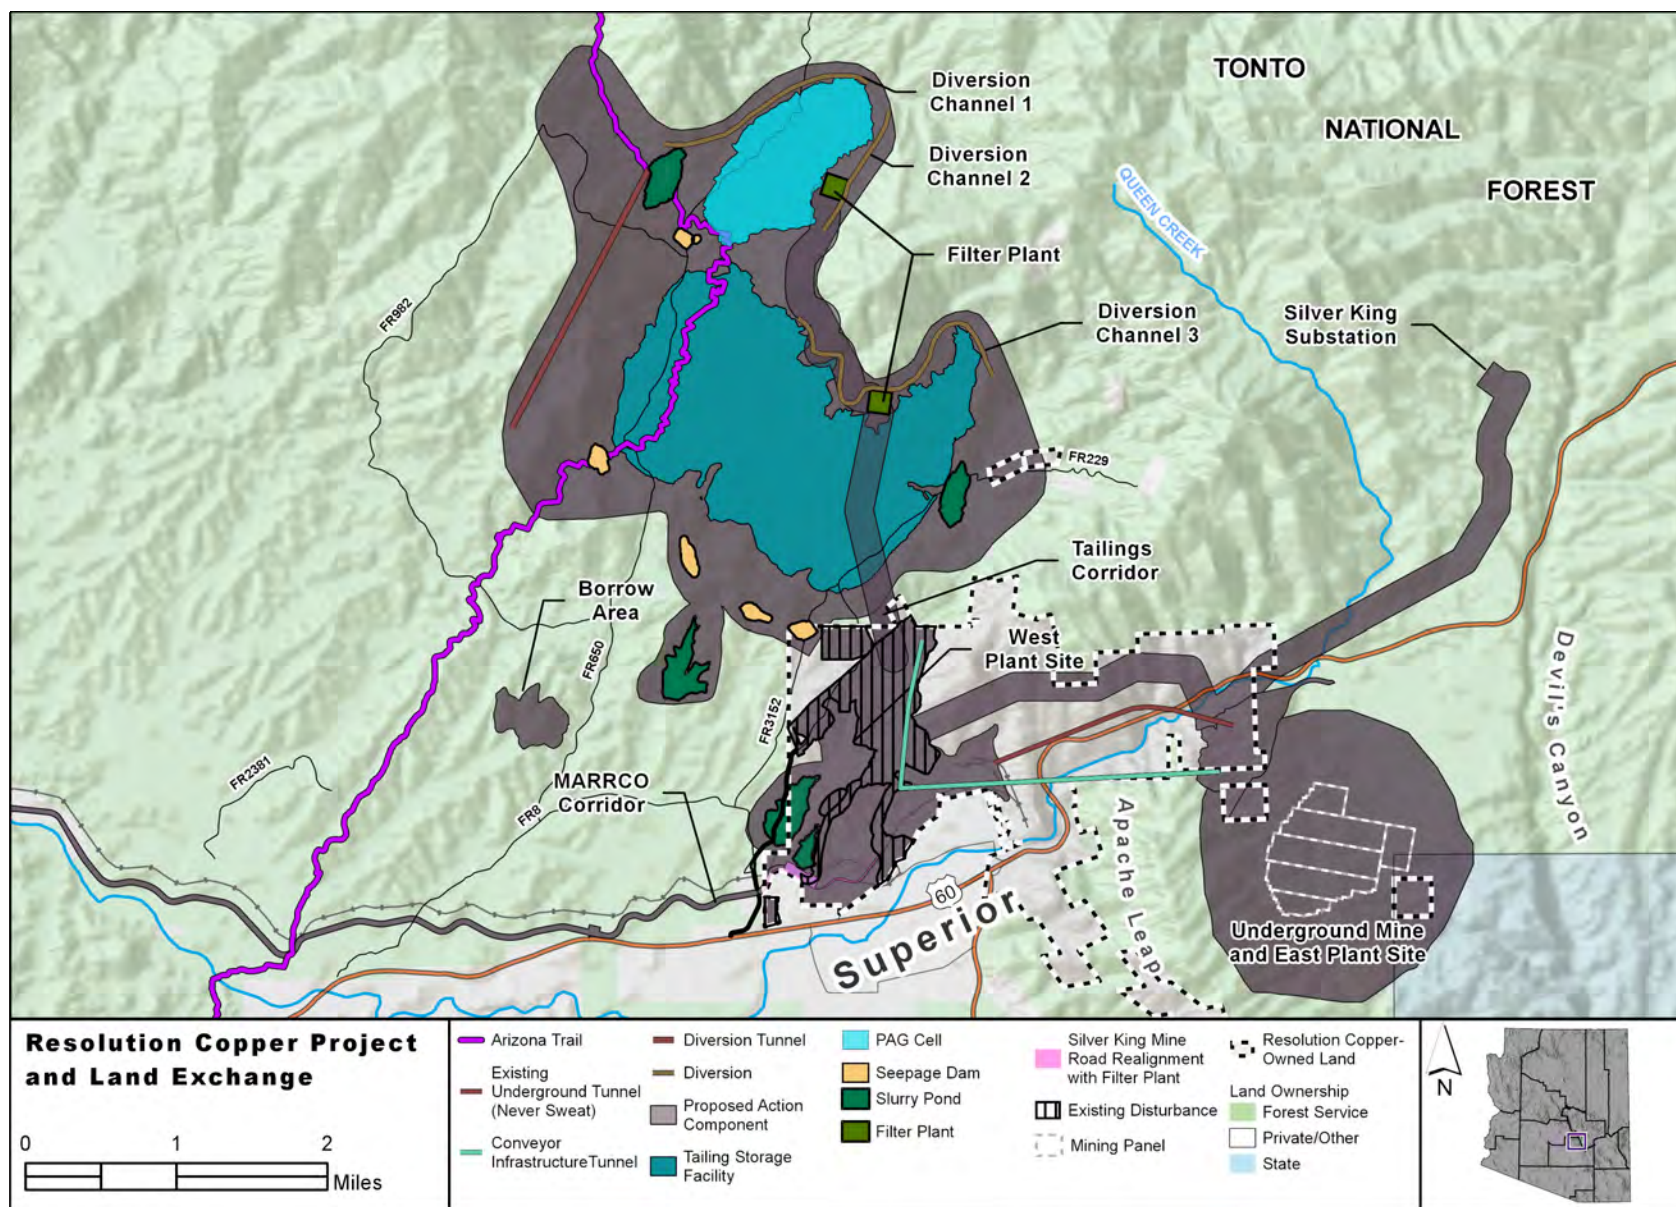 TONTO
NATIONAL
FOREST
Diversion
Channel 1
Diversion
Channel 2
QUEEN CREEK
Filter Plant
FR982
Diversion
Channel 3
Silver King
Substation
FR229
Tailings
Corridor
Borrow
Area
West
Plant Site
FR650
FR3152
Devil's Canyon
FR2381
MARRCO
Corridor
FR8
Apache Leap
60
Superior
Underground Mine
and East Plant Site
Resolution Copper Project
and Land Exchange
0 1 2
Miles
Arizona Trail
Existing
Underground Tunnel
(Never Sweat)
Conveyor
InfrastructureTunnel
Diversion Tunnel
Diversion
Proposed Action
Component
Tailing Storage
Facility
PAG Cell
Seepage Dam
Slurry Pond
Filter Plant
Silver King Mine
Road Realignment
with Filter Plant
Existing Disturbance
Mining Panel
Resolution Copper-
Owned Land
Land Ownership
Forest Service
Private/Other
State
N